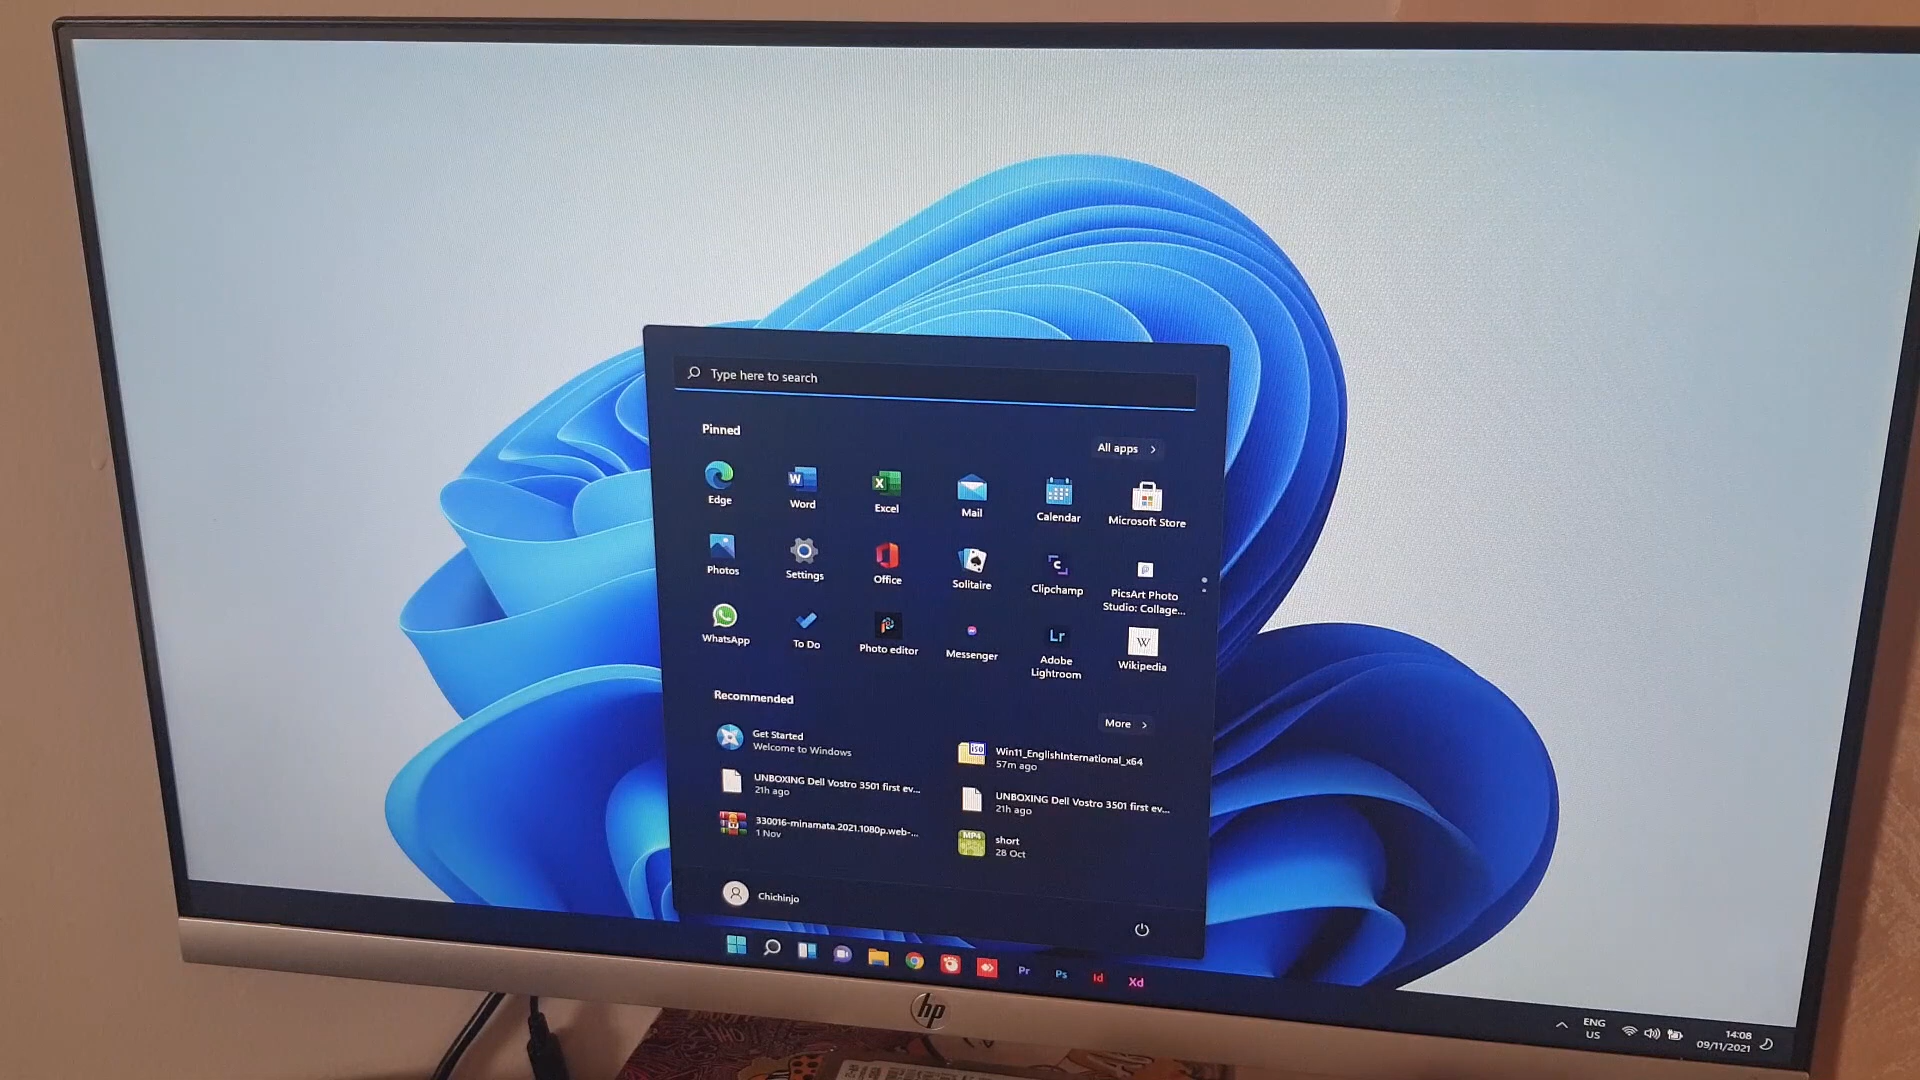 Type here to search
Pinned
All apps >
Edge
Word
Excel
Mail
Calendar
Microsoft Store
Photos
Settings
Office
Solitaire
Clipchamp
PicsArt Photo
Studio: Collage...
WhatsApp
To Do
Photo editor
Messenger
Lr
Adobe
Lightroom
W
Wikipedia
Recommended
More >
Get Started
Welcome to Windows
ISO
Win11_EnglishInternational_x64
57m ago
UNBOXING Dell Vostro 3501 first ev...
21h ago
UNBOXING Dell Vostro 3501 first ev...
21h ago
330016-minamata.2021.1080p.web-...
1 Nov
MP4
short
28 Oct
Chichinjo
Pr
Ps
Id
Xd
hp
ENG
US
14:08
09/11/2021